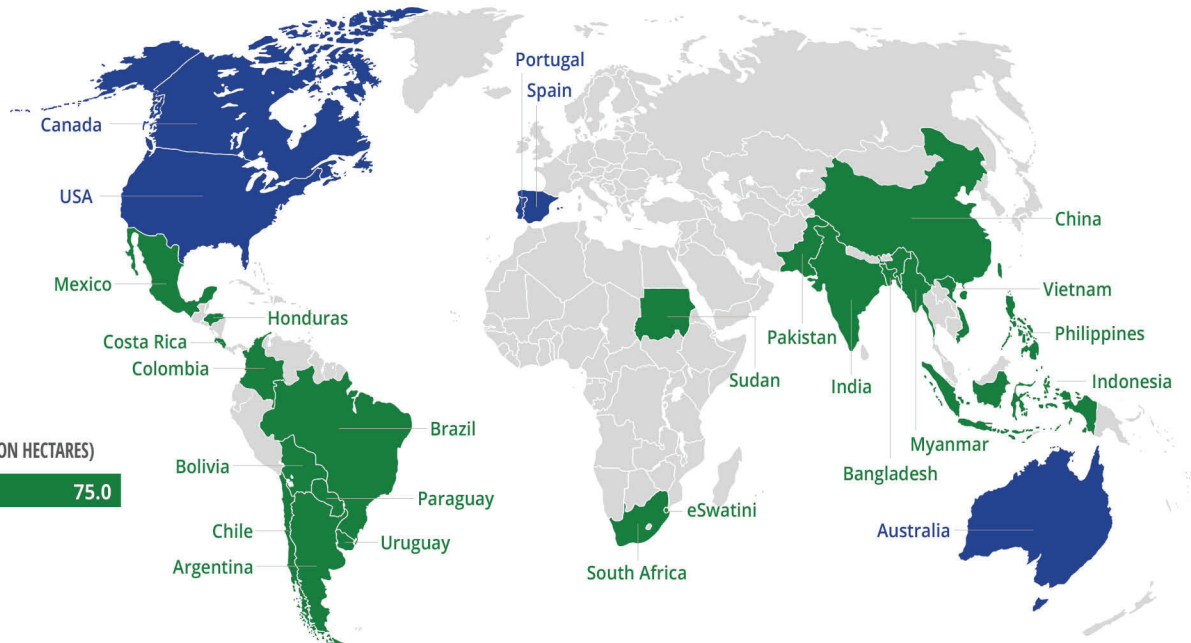 Portugal
Spain
Canada
USA
China
Mexico
Vietnam
Honduras
Philippines
Costa Rica
Pakistan
Colombia
Sudan
India
Indonesia
Brazil
Myanmar
ON HECTARES)
Bolivia
Bangladesh
75.0
Paraguay
eSwatini
Chile
Uruguay
Australia
Argentina
South Africa